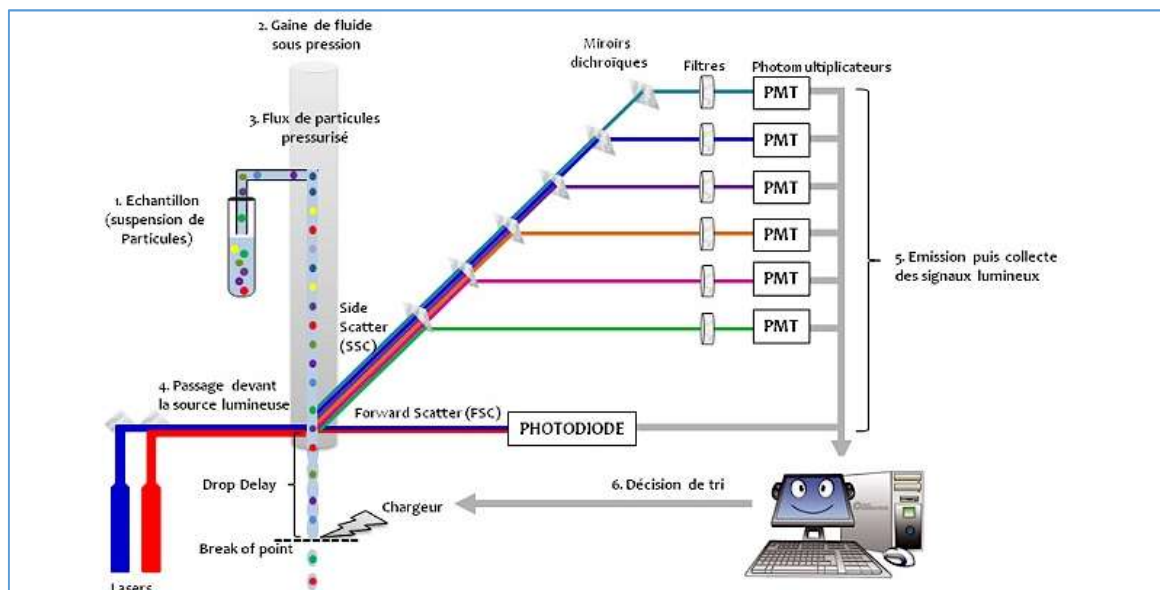 2. Gaine de fluide
sous pression
3. Flux de particules
pressurisé
1. Echantillon
(suspension de
Particules)
Miroirs
dichroïques
Filtres
Photomultiplicateurs
PMT
PMT
PMT
PMT
PMT
PMT
5. Emission puis collecte
des signaux lumineux
Side
Scatter
(SSC)
4. Passage devant
la source lumineuse
Forward Scatter (FSC)
PHOTODIODE
Drop Delay
6. Décision de tri
Chargeur
Break of point
Lasers